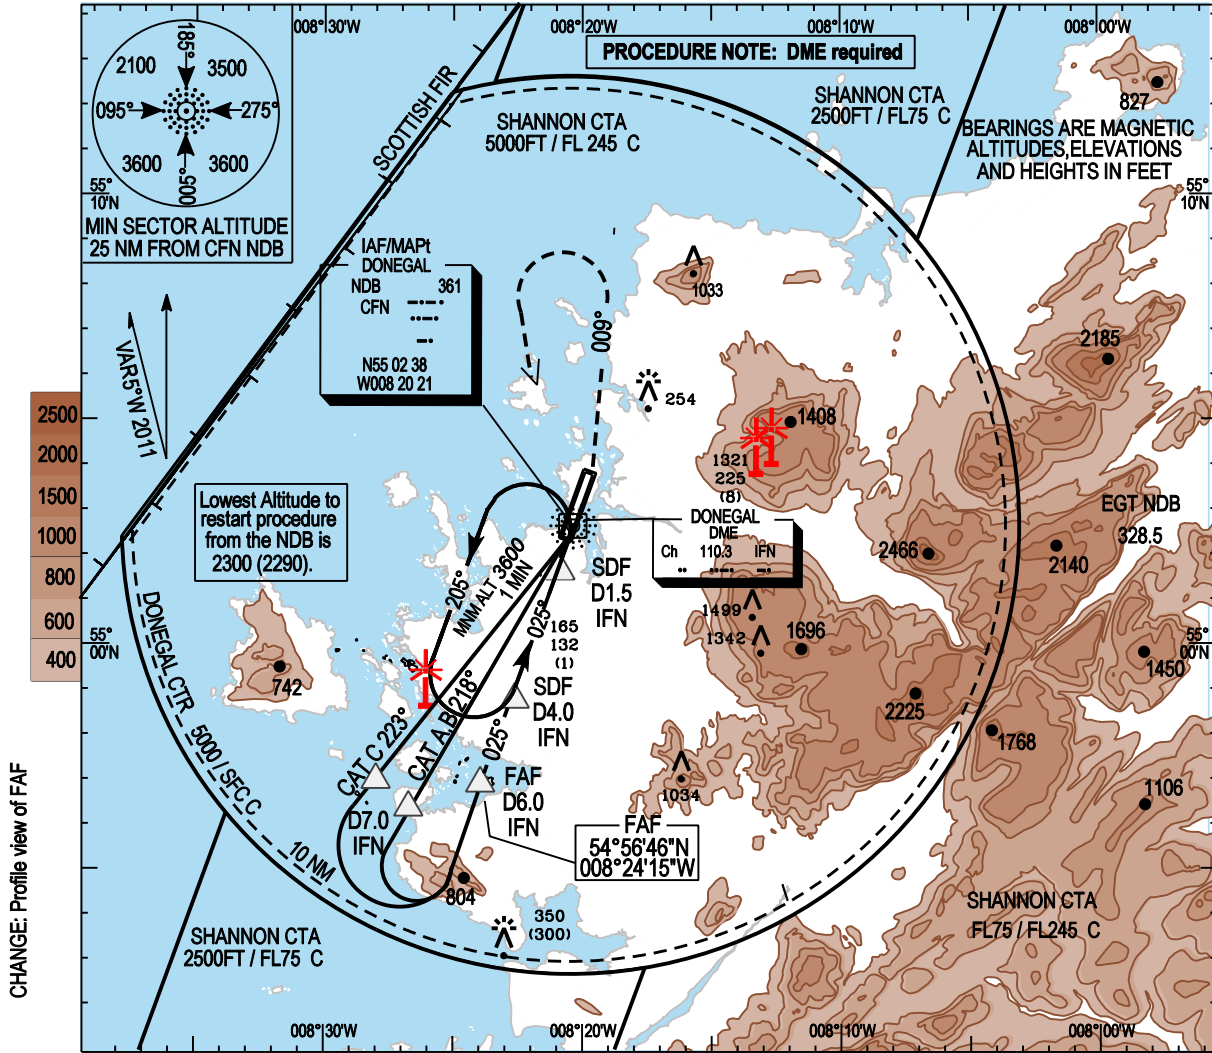 008°30'W
008°20'W
008°10'W
008°00'W
185°
2100
3500
095°
275°
3600
3600
005°
MIN SECTOR ALTITUDE
25 NM FROM CFN NDB
PROCEDURE NOTE: DME required
SCOTTISH FIR
SHANNON CTA
5000FT / FL 245 C
SHANNON CTA
2500FT / FL75 C
827
BEARINGS ARE MAGNETIC
ALTITUDES,ELEVATIONS
AND HEIGHTS IN FEET
55°
10'N
55°
10'N
IAF/MAPt
DONEGAL
NDB 361
CFN
N55 02 38
W008 20 21
VAR5°W 2011
009°
1033
2185
254
1408
1321
225
(8)
2500
2000
1500
1000
800
600
400
Lowest Altitude to
restart procedure
from the NDB is
2300 (2290).
DONEGAL
DME
Ch 110.3 IFN
EGT NDB
328.5
2466
2140
205°
MNM ALT 3600
1 MIN
SDF
D1.5
IFN
025°
165
132
(1)
1499
1342
1696
55°
00'N
55°
00'N
1450
742
SDF
D4.0
IFN
2225
1768
DONEGAL CTR 5000 / SFC C
CAT C 223°
CAT A,B 218°
025°
FAF
D6.0
IFN
1034
1106
D7.0
IFN
FAF
54°56'46"N
008°24'15"W
10 NM
804
350
(300)
SHANNON CTA
2500FT / FL75 C
SHANNON CTA
FL75 / FL245 C
CHANGE: Profile view of FAF
008°30'W
008°20'W
008°10'W
008°00'W